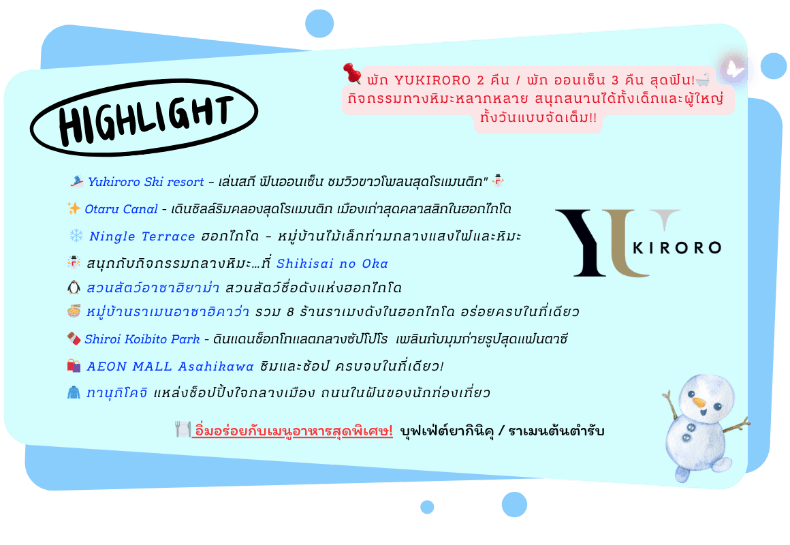 📌 พัก YUKIRORO 2 คืน / พัก ออนเซ็น 3 คืน สุดฟิน!🛁
กิจกรรมทางหิมะหลากหลาย สนุกสนานได้ทั้งเด็กและผู้ใหญ่
ทั้งวันแบบจัดเต็ม!!
HIGHLIGHT
Yukiroro Ski resort - เล่นสกี ฟินออนเซ็น ชมวิวขาวโพลนสุดโรแมนติก" ☃️
✨ Otaru Canal - เดินชิลล์ริมคลองสุดโรแมนติก เมืองเก่าสุดคลาสสิกในฮอกไกโด
❄️ Ningle Terrace ฮอกไกโด - หมู่บ้านไม้เล็กท่ามกลางแสงไฟและหิมะ
☃️ สนุกกับกิจกรรมกลางหิมะ...ที่ Shikisai no Oka
🐧 สวนสัตว์อาซาฮิยาม่า สวนสัตว์ชื่อดังแห่งฮอกไกโด
🍜 หมู่บ้านราเมนอาซาฮิคาว่า รวม 8 ร้านราเมงดังในฮอกไกโด อร่อยครบในที่เดียว
🍫 Shiroi Koibito Park - ดินแดนช็อกโกแลตกลางซัปโปโร เพลินกับมุมถ่ายรูปสุดแฟนตาซี
🛍️ AEON MALL Asahikawa ชิมและช้อป ครบจบในที่เดียว!
🧥 ทานุกิโคจิ แหล่งช็อปปิ้งใจกลางเมือง ถนนในฝันของนักท่องเที่ยว
🍽️ อิ่มอร่อยกับเมนูอาหารสุดพิเศษ! บุฟเฟ่ต์ยากินิคุ / ราเมนต้นตำรับ
YUKIRORO